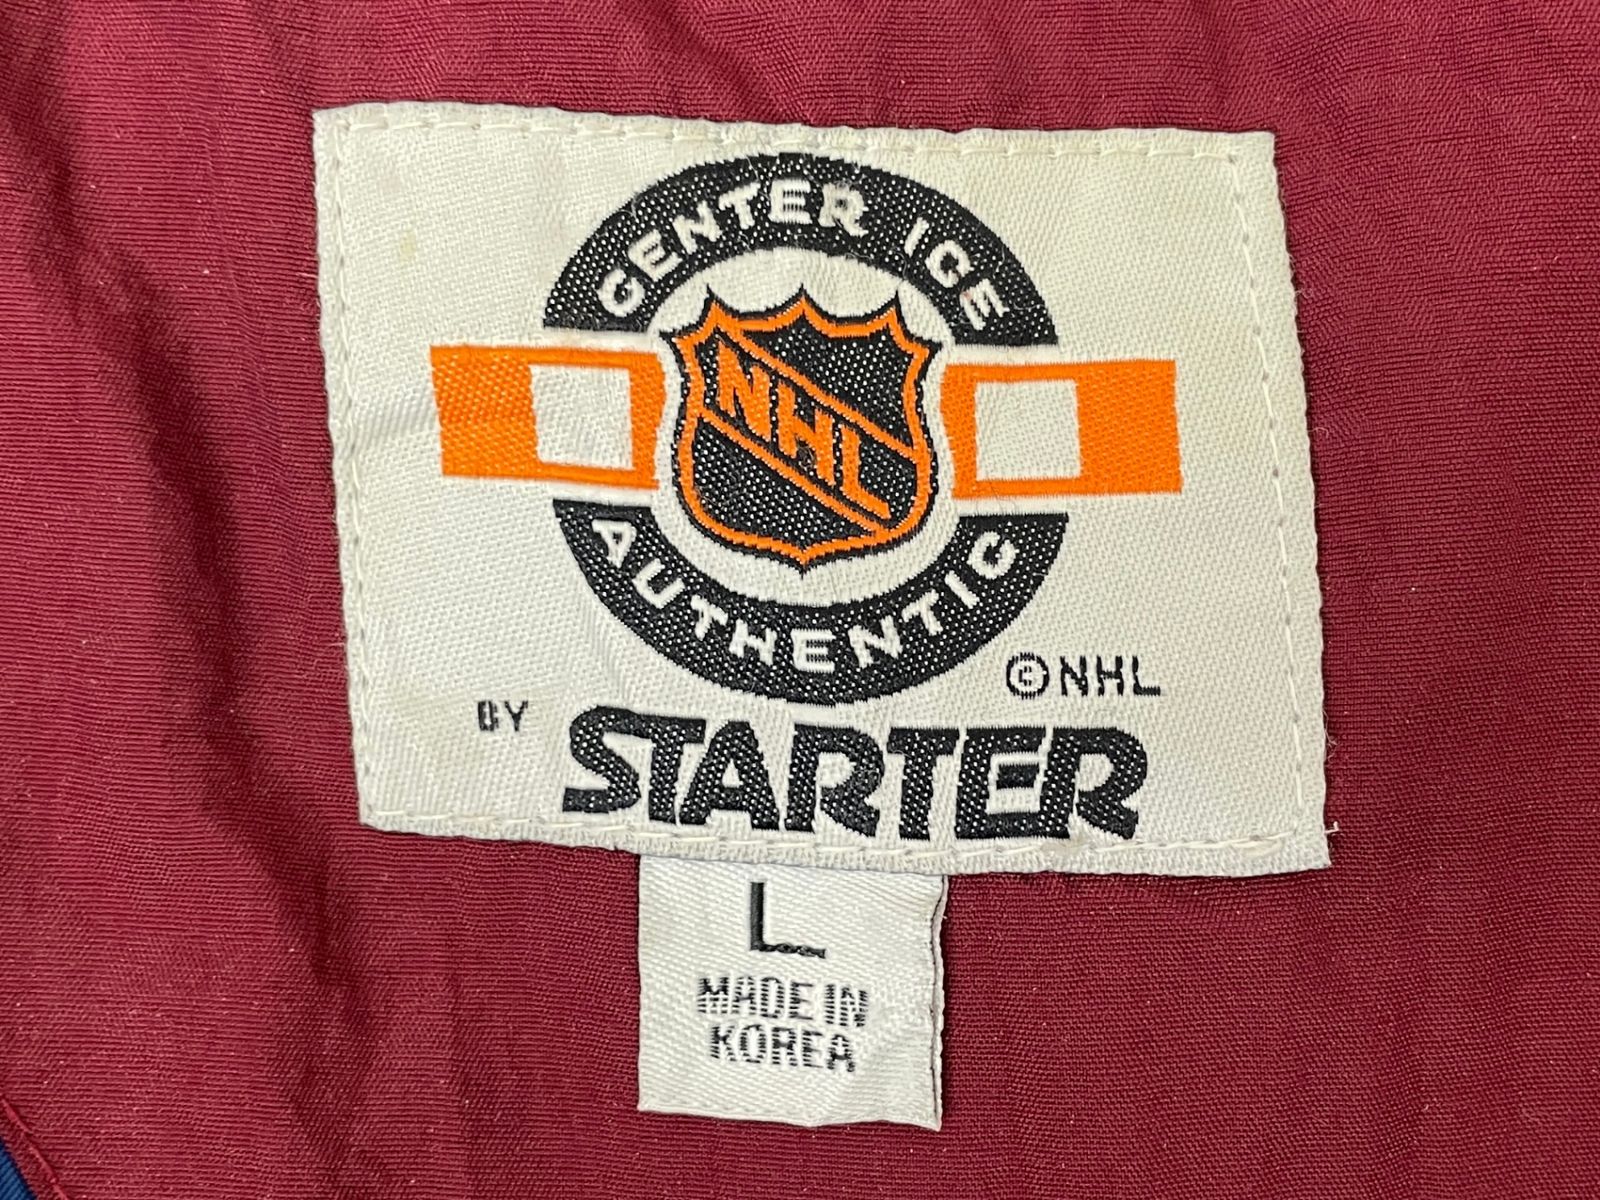 CENTER ICE
NHL
AUTHENTIC
©NHL
BY STARTER
L
MADE IN
KOREA